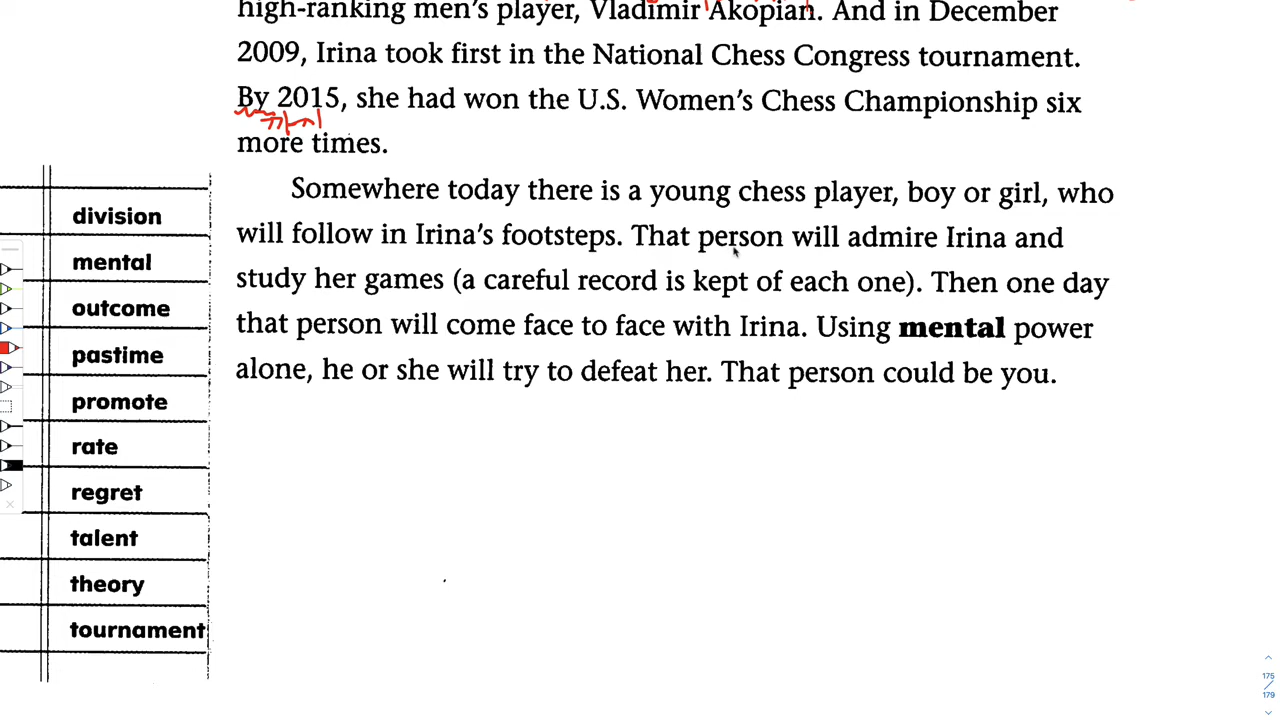 high-ranking men's player, Vladimir Akopian. And in December
2009, Irina took first in the National Chess Congress tournament.
By 2015, she had won the U.S. Women's Chess Championship six
까지
more times.
Somewhere today there is a young chess player, boy or girl, who
will follow in Irina's footsteps. That person will admire Irina and
study her games (a careful record is kept of each one). Then one day
that person will come face to face with Irina. Using mental power
alone, he or she will try to defeat her. That person could be you.
division
mental
outcome
pastime
promote
rate
regret
talent
theory
tournament
175
/
179